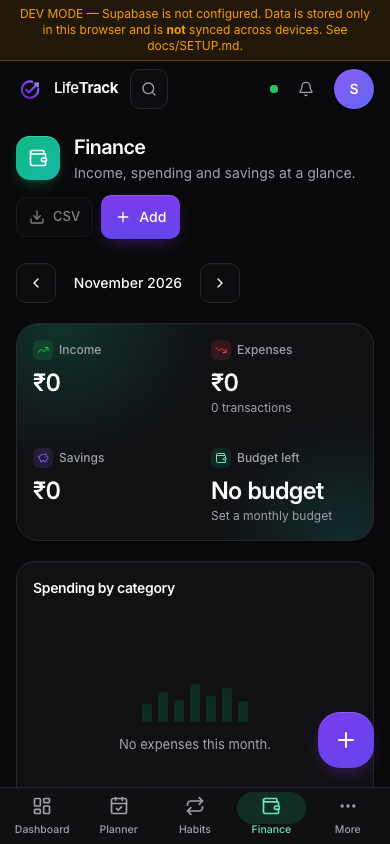 DEV MODE — Supabase is not configured. Data is stored only
in this browser and is not synced across devices. See
docs/SETUP.md.
LifeTrack
S
Finance
Income, spending and savings at a glance.
CSV
Add
November 2026
Income
Expenses
₹0
₹0
0 transactions
Savings
Budget left
₹0
No budget
Set a monthly budget
Spending by category
No expenses this month.
Dashboard
Planner
Habits
Finance
More